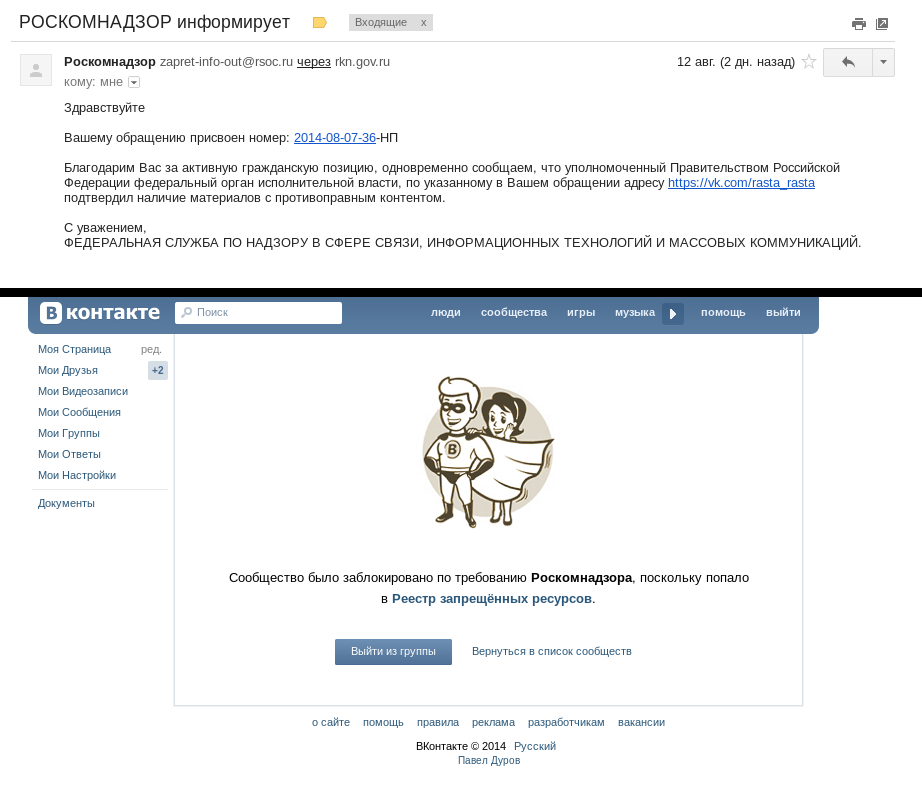 РОСКОМНАДЗОР информирует
Входящие x
Роскомнадзор zapret-info-out@rsoc.ru через rkn.gov.ru
12 авг. (2 дн. назад)
кому: мне
Здравствуйте
Вашему обращению присвоен номер: 2014-08-07-36-НП
Благодарим Вас за активную гражданскую позицию, одновременно сообщаем, что уполномоченный Правительством Российской
Федерации федеральный орган исполнительной власти, по указанному в Вашем обращении адресу https://vk.com/rasta_rasta
подтвердил наличие материалов с противоправным контентом.
С уважением,
ФЕДЕРАЛЬНАЯ СЛУЖБА ПО НАДЗОРУ В СФЕРЕ СВЯЗИ, ИНФОРМАЦИОННЫХ ТЕХНОЛОГИЙ И МАССОВЫХ КОММУНИКАЦИЙ.
В контакте
Поиск
люди сообщества игры музыка помощь выйти
Моя Страница ред.
Мои Друзья +2
Мои Видеозаписи
Мои Сообщения
Мои Группы
Мои Ответы
Мои Настройки
Документы
В
Сообщество было заблокировано по требованию Роскомнадзора, поскольку попало
в Реестр запрещённых ресурсов.
Выйти из группы Вернуться в список сообществ
о сайте помощь правила реклама разработчикам вакансии
ВКонтакте © 2014 Русский
Павел Дуров